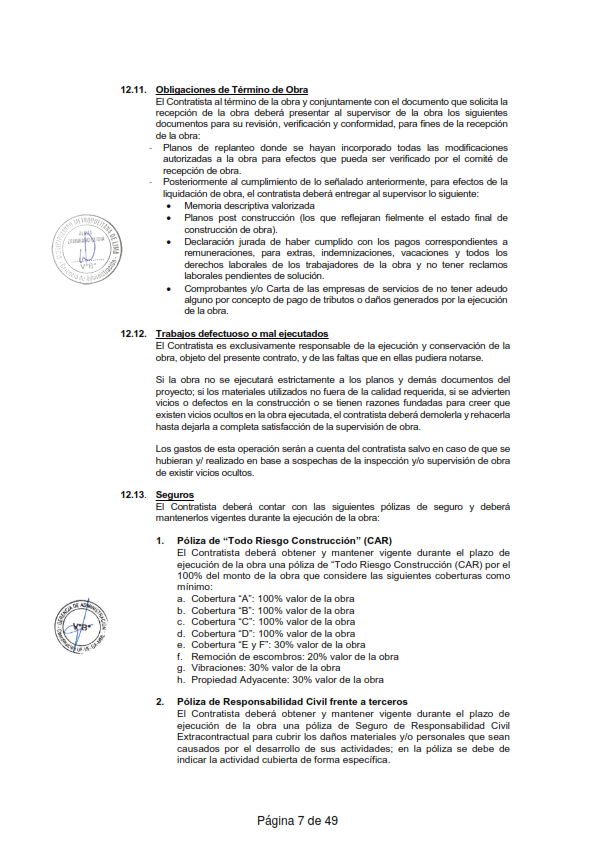 12.11. Obligaciones de Término de Obra
El Contratista al término de la obra y conjuntamente con el documento que solicita la
recepción de la obra deberá presentar al supervisor de la obra los siguientes
documentos para su revisión, verificación y conformidad, para fines de la recepción
de la obra:
- Planos de replanteo donde se hayan incorporado todas las modificaciones
autorizadas a la obra para efectos que pueda ser verificado por el comité de
recepción de obra.
- Posteriormente al cumplimiento de lo señalado anteriormente, para efectos de la
liquidación de obra, el contratista deberá entregar al supervisor lo siguiente:
• Memoria descriptiva valorizada
• Planos post construcción (los que reflejaran fielmente el estado final de
construcción de obra).
• Declaración jurada de haber cumplido con los pagos correspondientes a
remuneraciones, para extras, indemnizaciones, vacaciones y todos los
derechos laborales de los trabajadores de la obra y no tener reclamos
laborales pendientes de solución.
• Comprobantes y/o Carta de las empresas de servicios de no tener adeudo
alguno por concepto de pago de tributos o daños generados por la ejecución
de la obra.
12.12. Trabajos defectuoso o mal ejecutados
El Contratista es exclusivamente responsable de la ejecución y conservación de la
obra, objeto del presente contrato, y de las faltas que en ellas pudiera notarse.
Si la obra no se ejecutará estrictamente a los planos y demás documentos del
proyecto; si los materiales utilizados no fuera de la calidad requerida, si se advierten
vicios o defectos en la construcción o se tienen razones fundadas para creer que
existen vicios ocultos en la obra ejecutada, el contratista deberá demolerla y rehacerla
hasta dejarla a completa satisfacción de la supervisión de obra.
Los gastos de esta operación serán a cuenta del contratista salvo en caso de que se
hubieran y/ realizado en base a sospechas de la inspección y/o supervisión de obra
de existir vicios ocultos.
12.13. Seguros
El Contratista deberá contar con las siguientes pólizas de seguro y deberá
mantenerlos vigentes durante la ejecución de la obra:
1. Póliza de “Todo Riesgo Construcción” (CAR)
El Contratista deberá obtener y mantener vigente durante el plazo de
ejecución de la obra una póliza de “Todo Riesgo Construcción (CAR) por el
100% del monto de la obra que considere las siguientes coberturas como
mínimo:
a. Cobertura “A”: 100% valor de la obra
b. Cobertura “B”: 100% valor de la obra
c. Cobertura “C”: 100% valor de la obra
d. Cobertura “D”: 100% valor de la obra
e. Cobertura “E y F”: 30% valor de la obra
f. Remoción de escombros: 20% valor de la obra
g. Vibraciones: 30% valor de la obra
h. Propiedad Adyacente: 30% valor de la obra
2. Póliza de Responsabilidad Civil frente a terceros
El Contratista deberá obtener y mantener vigente durante el plazo de
ejecución de la obra una póliza de Seguro de Responsabilidad Civil
Extracontractual para cubrir los daños materiales y/o personales que sean
causados por el desarrollo de sus actividades; en la póliza se debe de
indicar la actividad cubierta de forma específica.
MUNICIPALIDAD METROPOLITANA DE LIMA
V°B°
GERENCIA DE ADMINISTRACIÓN
V°B°
Página 7 de 49